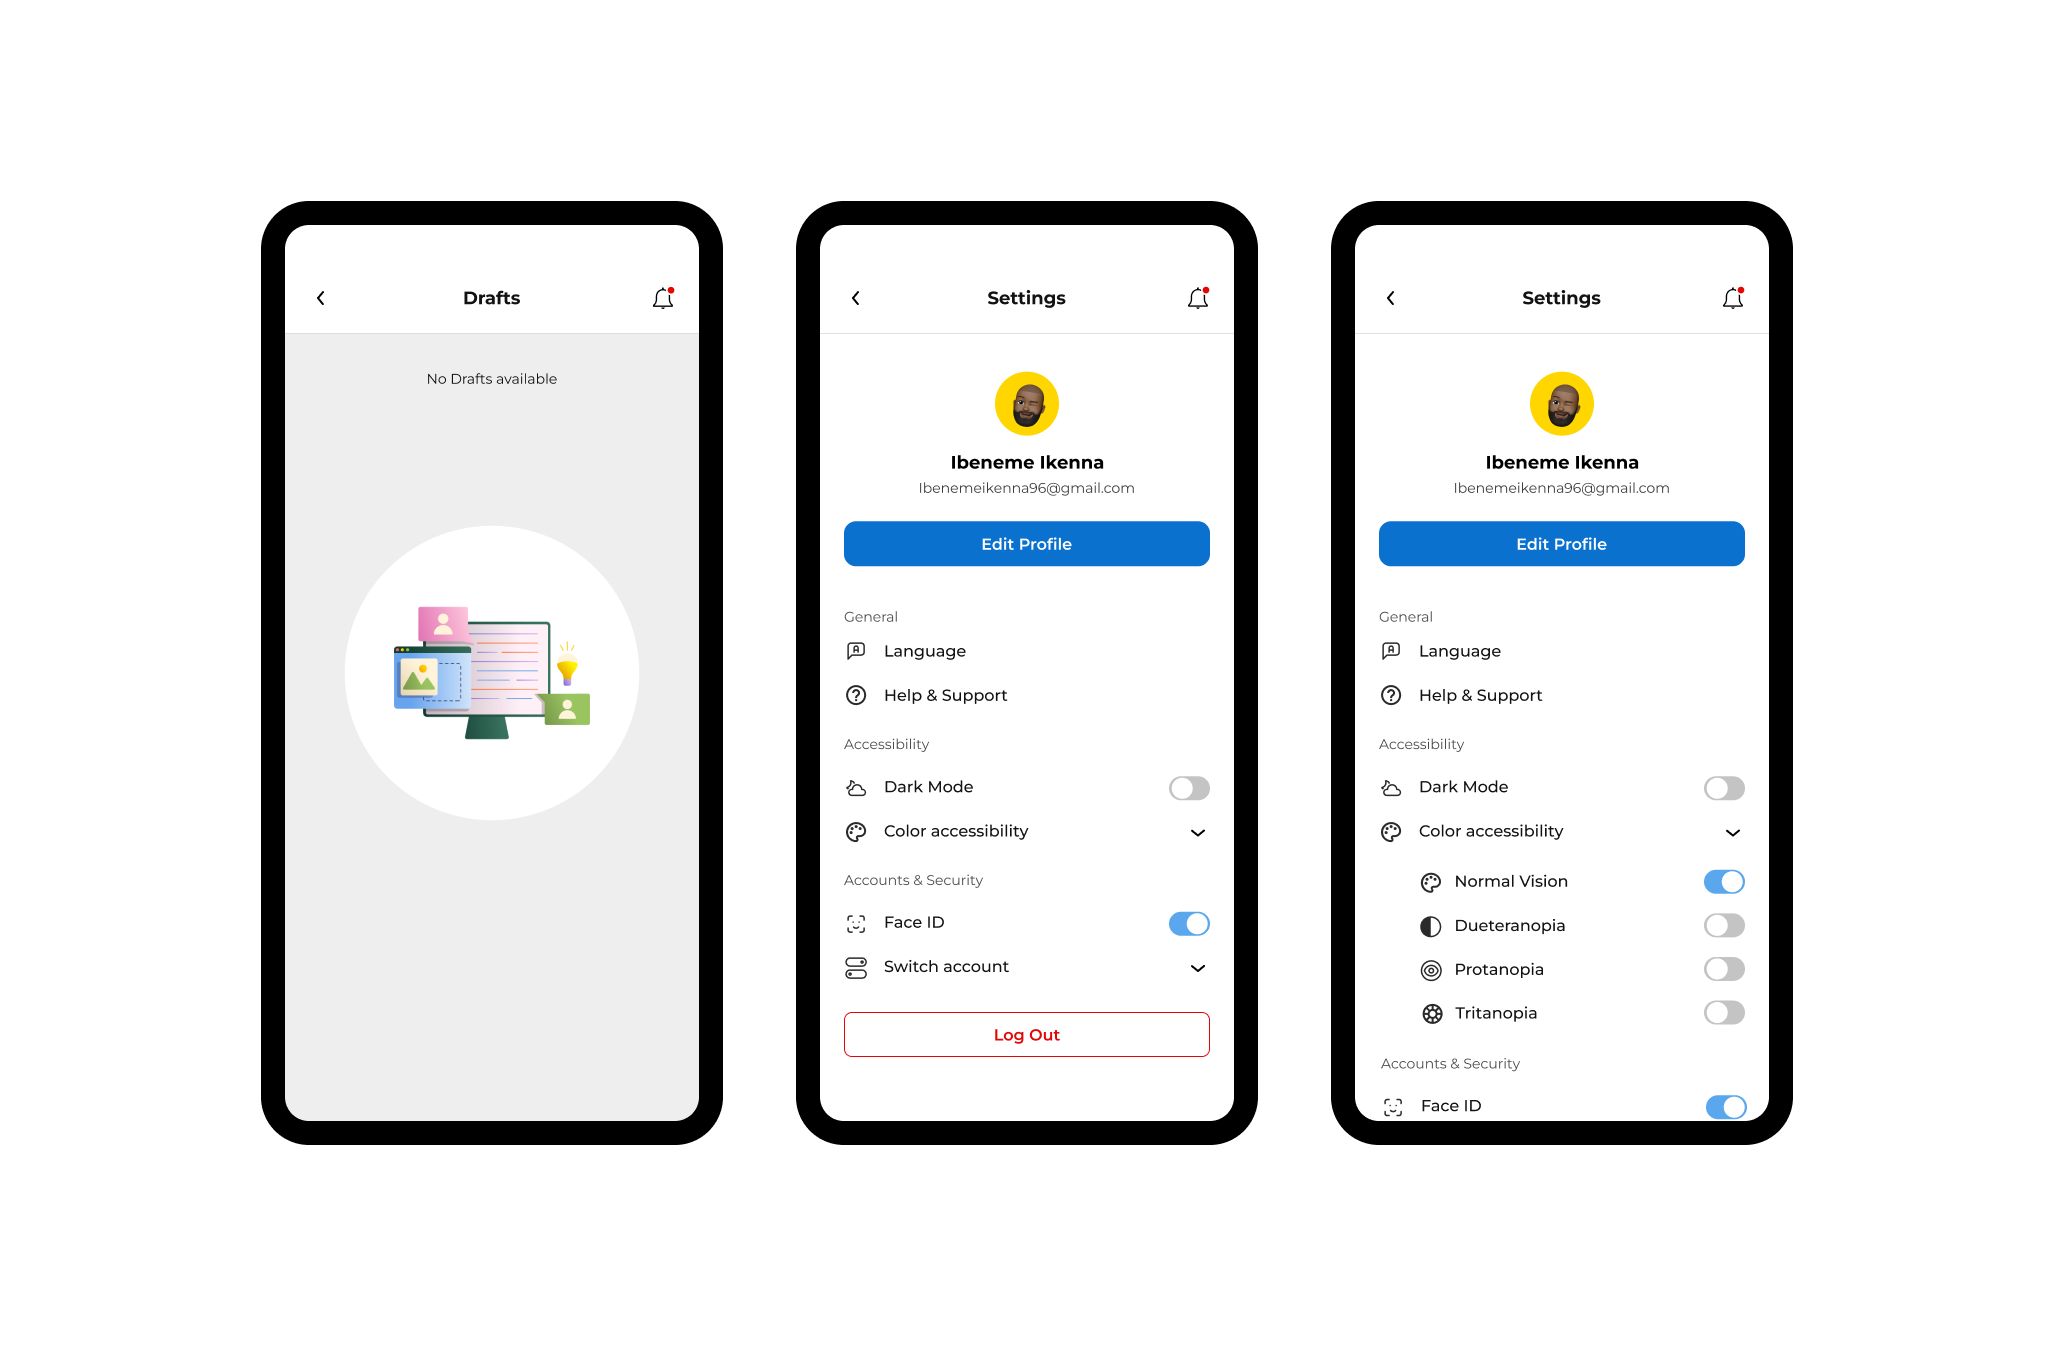 Drafts
No Drafts available
Settings
Ibeneme Ikenna
Ibenemeikenna96@gmail.com
Edit Profile
General
Language
Help & Support
Accessibility
Dark Mode
Color accessibility
Accounts & Security
Face ID
Switch account
Log Out
Settings
Ibeneme Ikenna
Ibenemeikenna96@gmail.com
Edit Profile
General
Language
Help & Support
Accessibility
Dark Mode
Color accessibility
Normal Vision
Dueteranopia
Protanopia
Tritanopia
Accounts & Security
Face ID